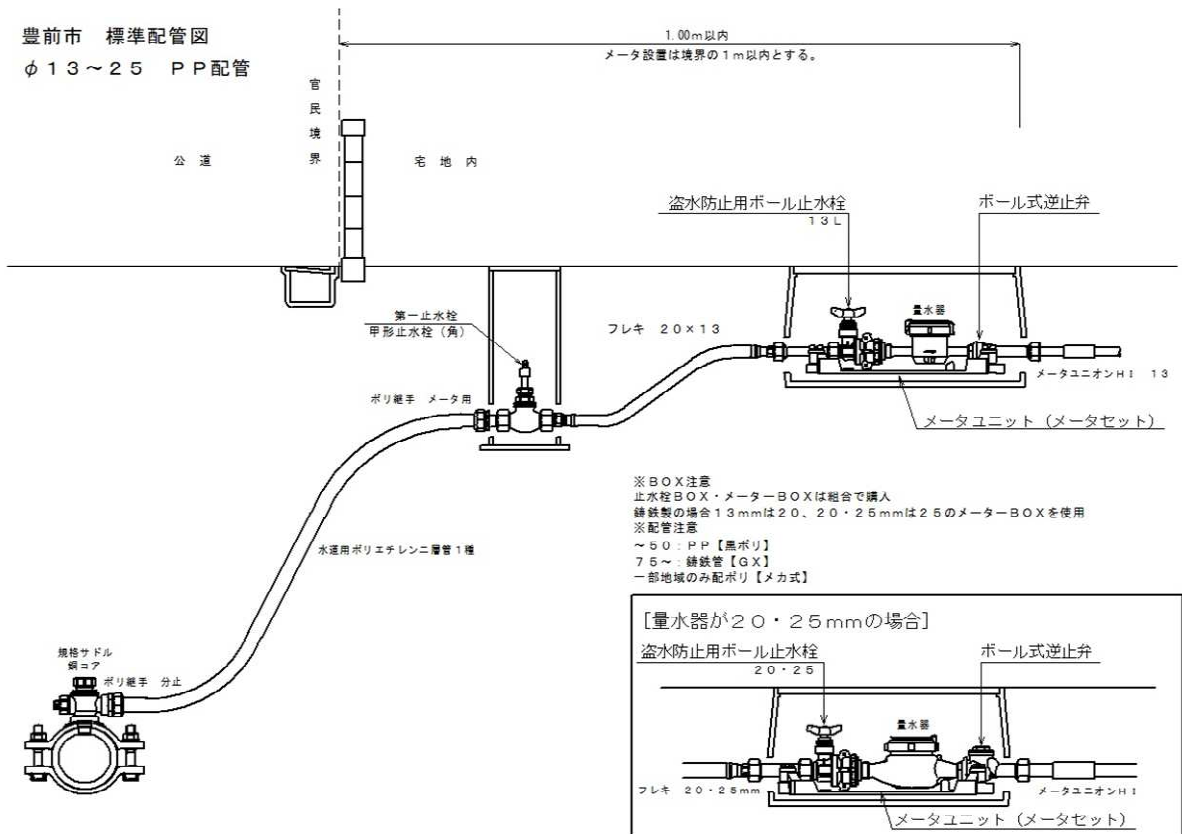 豊前市 標準配管図
φ13～25 PP配管
1.00m以内
メータ設置は境界の1m以内とする。
官民境界
公道
宅地内
盗水防止用ボール止水栓
13L
ボール式逆止弁
第一止水栓
甲形止水栓（角）
フレキ 20×13
量水器
メータユニオンHI 13
ポリ継手 メータ用
メータユニット（メータセット）
※BOX注意
止水栓BOX・メーターBOXは組合で購入
鋳鉄製の場合13mmは20、20・25mmは25のメーターBOXを使用
※配管注意
～50：PP【黒ポリ】
75～：鋳鉄管【GX】
一部地域のみ配ポリ【メカ式】
水道用ポリエチレン二層管1種
規格サドル
銅コア
ポリ継手 分止
[量水器が20・25mmの場合]
盗水防止用ボール止水栓
20・25
ボール式逆止弁
量水器
フレキ 20・25mm
メータユニオンHI
メータユニット（メータセット）